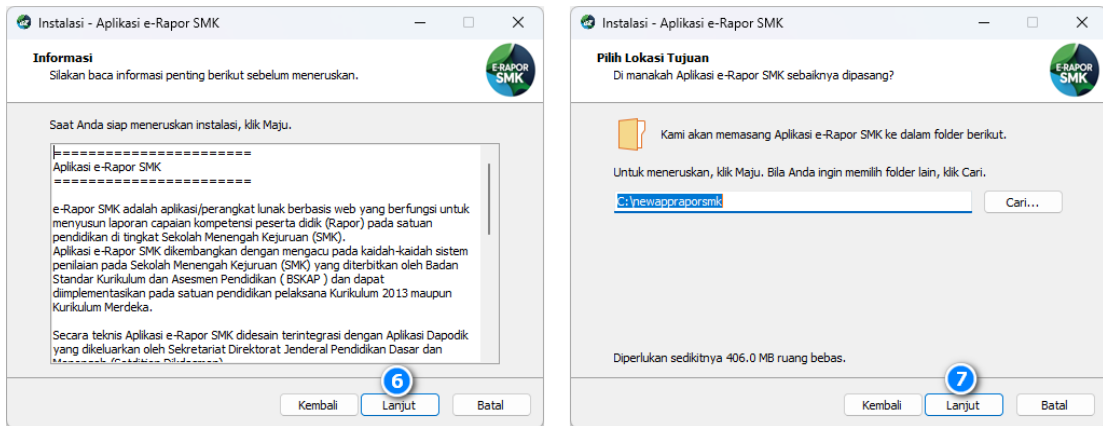 Instalasi - Aplikasi e-Rapor SMK
Informasi
Silakan baca informasi penting berikut sebelum meneruskan.
E-RAPOR
SMK
Saat Anda siap meneruskan instalasi, klik Maju.
=======================
Aplikasi e-Rapor SMK
=======================
e-Rapor SMK adalah aplikasi/perangkat lunak berbasis web yang berfungsi untuk
menyusun laporan capaian kompetensi peserta didik (Rapor) pada satuan
pendidikan di tingkat Sekolah Menengah Kejuruan (SMK).
Aplikasi e-Rapor SMK dikembangkan dengan mengacu pada kaidah-kaidah sistem
penilaian pada Sekolah Menengah Kejuruan (SMK) yang diterbitkan oleh Badan
Standar Kurikulum dan Asesmen Pendidikan ( BSKAP ) dan dapat
diimplementasikan pada satuan pendidikan pelaksana Kurikulum 2013 maupun
Kurikulum Merdeka.
Secara teknis Aplikasi e-Rapor SMK didesain terintegrasi dengan Aplikasi Dapodik
yang dikeluarkan oleh Sekretariat Direktorat Jenderal Pendidikan Dasar dan
6
Kembali
Lanjut
Batal
Instalasi - Aplikasi e-Rapor SMK
Pilih Lokasi Tujuan
Di manakah Aplikasi e-Rapor SMK sebaiknya dipasang?
E-RAPOR
SMK
Kami akan memasang Aplikasi e-Rapor SMK ke dalam folder berikut.
Untuk meneruskan, klik Maju. Bila Anda ingin memilih folder lain, klik Cari.
C:\newappraporsmk
Cari...
Diperlukan sedikitnya 406.0 MB ruang bebas.
7
Kembali
Lanjut
Batal